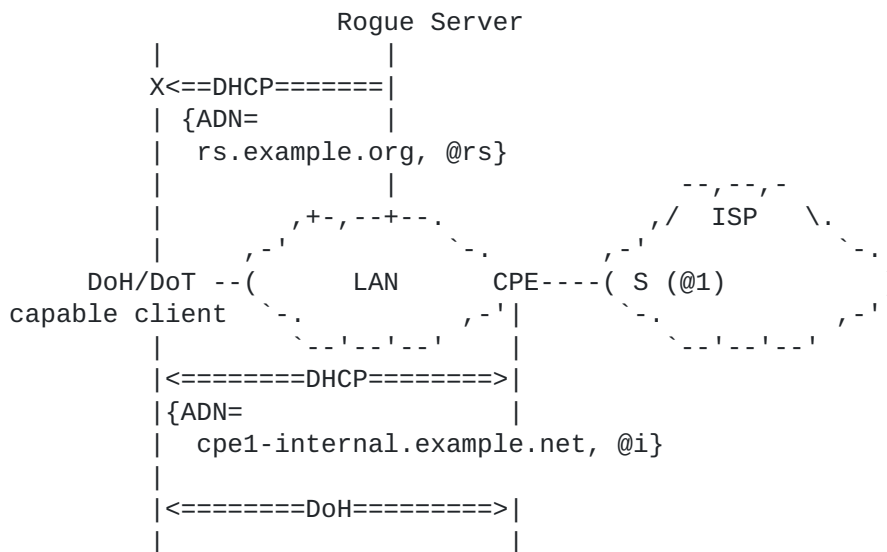 Rogue Server
X<==DHCP=======|
{ADN=
rs.example.org, @rs}
ISP
DoH/DoT --( LAN CPE----( S (@1)
capable client
|<========DHCP========>|
|{ADN=
cpe1-internal.example.net, @i}
|<========DoH=========>|